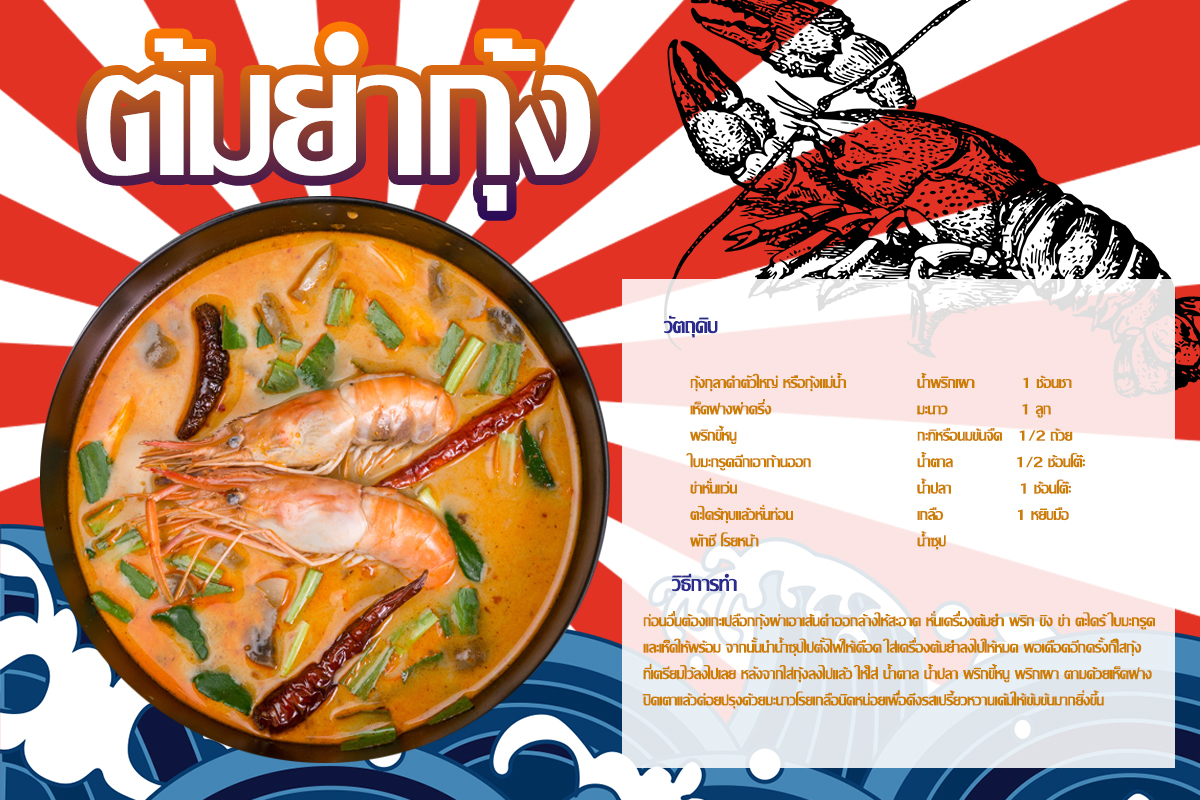 ต้มยำกุ้ง
วัตถุดิบ
กุ้งกุลาดำตัวใหญ่ หรือกุ้งแม่น้ำ น้ำพริกเผา 1 ช้อนชา
เห็ดฟางผ่าครึ่ง มะนาว 1 ลูก
พริกขี้หนู กะทิหรือนมข้นจืด 1/2 ถ้วย
ใบมะกรูดฉีกเอาก้านออก น้ำตาล 1/2 ช้อนโต๊ะ
ข่าหั่นแว่น น้ำปลา 1 ช้อนโต๊ะ
ตะไคร้ทุบแล้วหั่นท่อน เกลือ 1 หยิบมือ
ผักชี โรยหน้า น้ำซุป
วิธีการทำ
ก่อนอื่นต้องแกะเปลือกกุ้งผ่าเอาเส้นดำออกล้างให้สะอาด หั่นเครื่องต้มยำ พริก ขิง ข่า ตะไคร้ ใบมะกรูด
และเห็ดให้พร้อม จากนั้นนำน้ำซุปไปตั้งไฟให้เดือด ใส่เครื่องต้มยำลงไปให้หมด พอเดือดอีกครั้งก็ใส่กุ้ง
ที่เตรียมไว้ลงไปเลย หลังจากใส่กุ้งลงไปแล้ว ให้ใส่ น้ำตาล น้ำปลา พริกขี้หนู พริกเผา ตามด้วยเห็ดฟาง
ปิดเตาแล้วค่อยปรุงด้วยมะนาวโรยเกลือนิดหน่อยเพื่อดึงรสเปรี้ยวหวานเค็มให้เข้มข้นมากยิ่งขึ้น